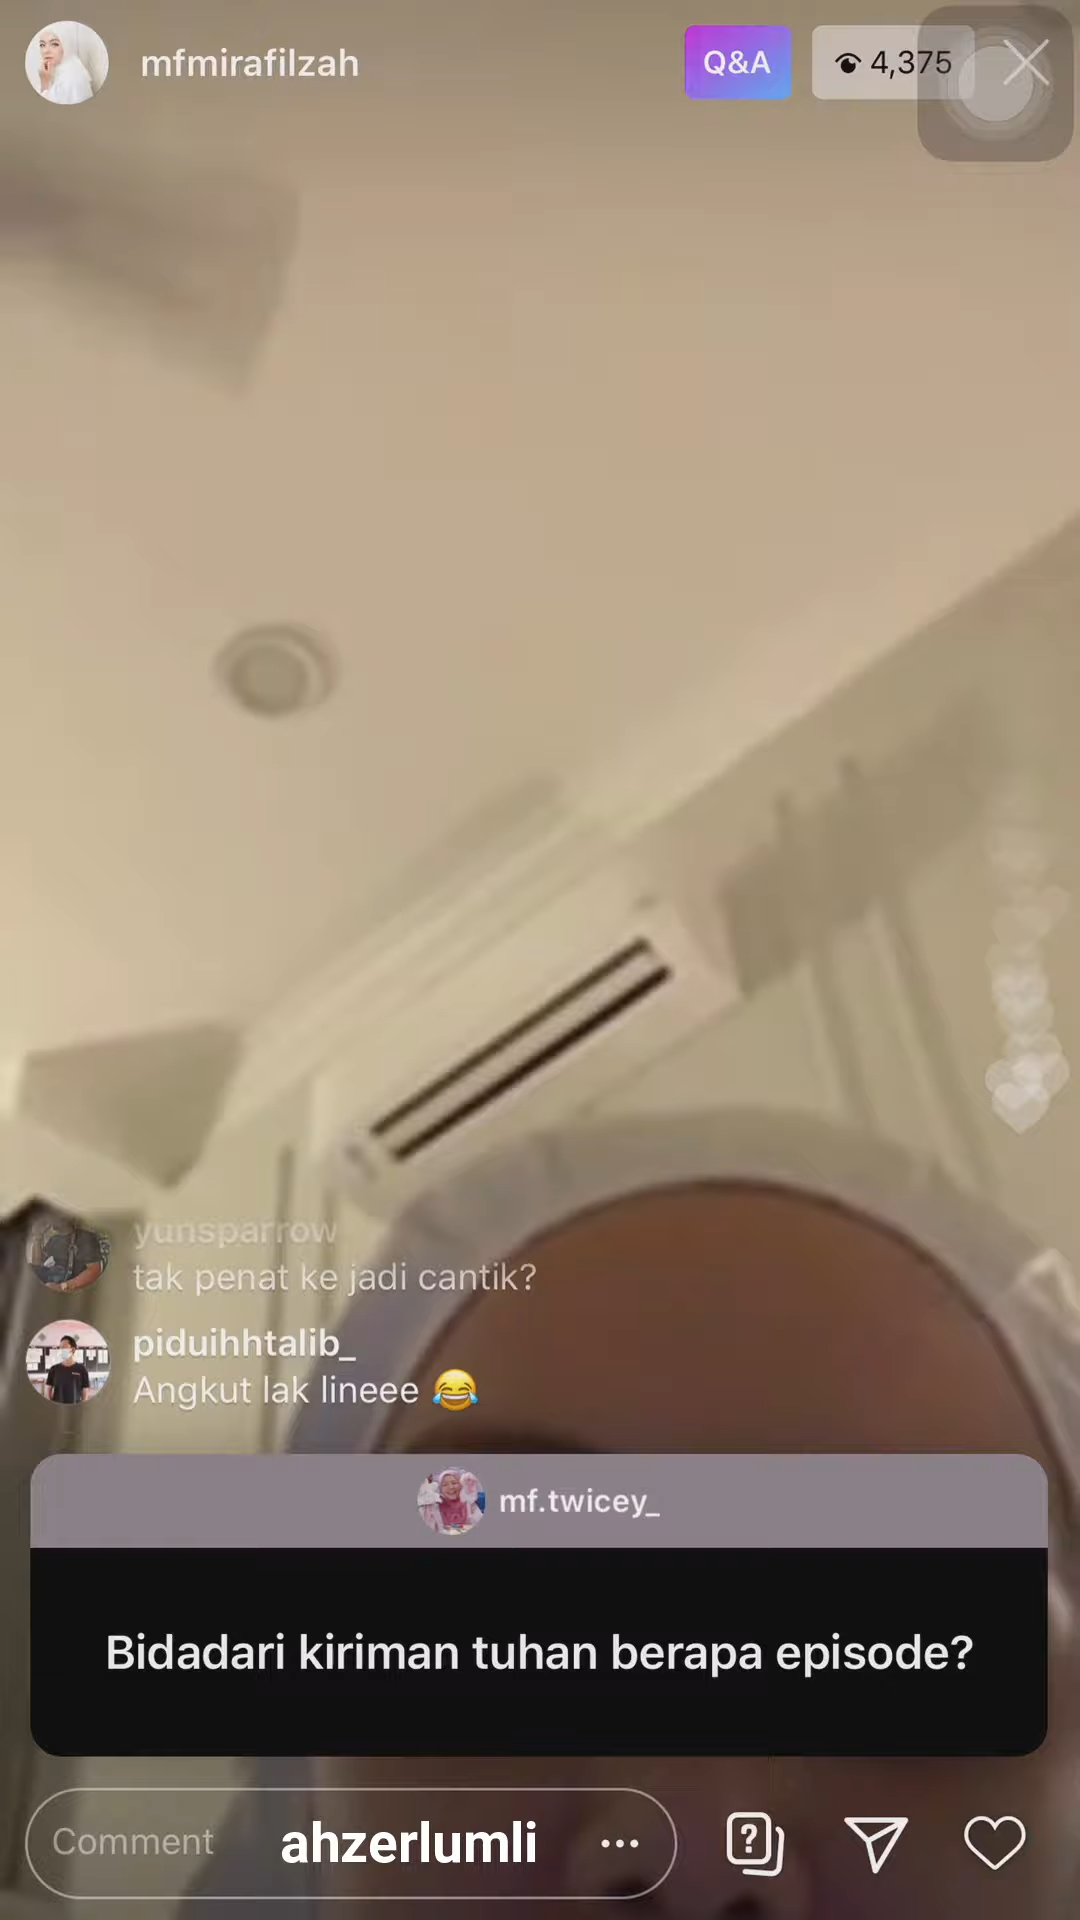 mfmirafilzah
Q&A
4,375
yunsparrow
tak penat ke jadi cantik?
piduihhtalib_
Angkut lak lineee 😂
mf.twicey_
Bidadari kiriman tuhan berapa episode?
Comment
ahzerlumli